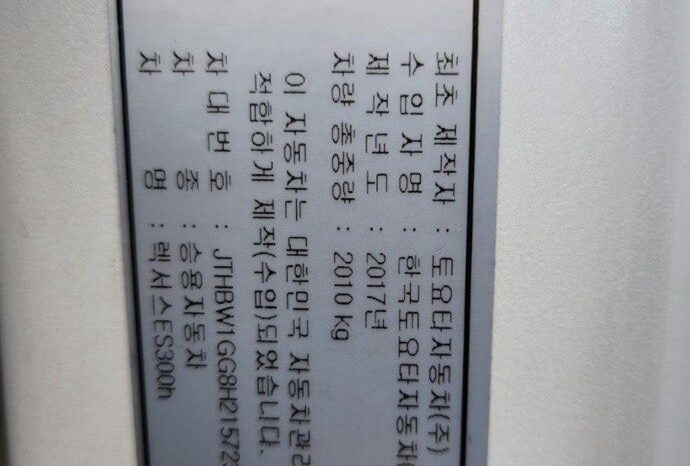 최초 제작자 : 토요타자동차(주)
수 입 자 명 : 한국토요타자동차(
제 작 년 도 : 2017년
차량 총중량 : 2010 kg
이 자동차는 대한민국 자동차관리
적합하게 제작(수입)되었습니다.
차 대 번 호 : JTHBW1GG8H21572
차 종 : 승용자동차
차 명 : 렉서스ES300h